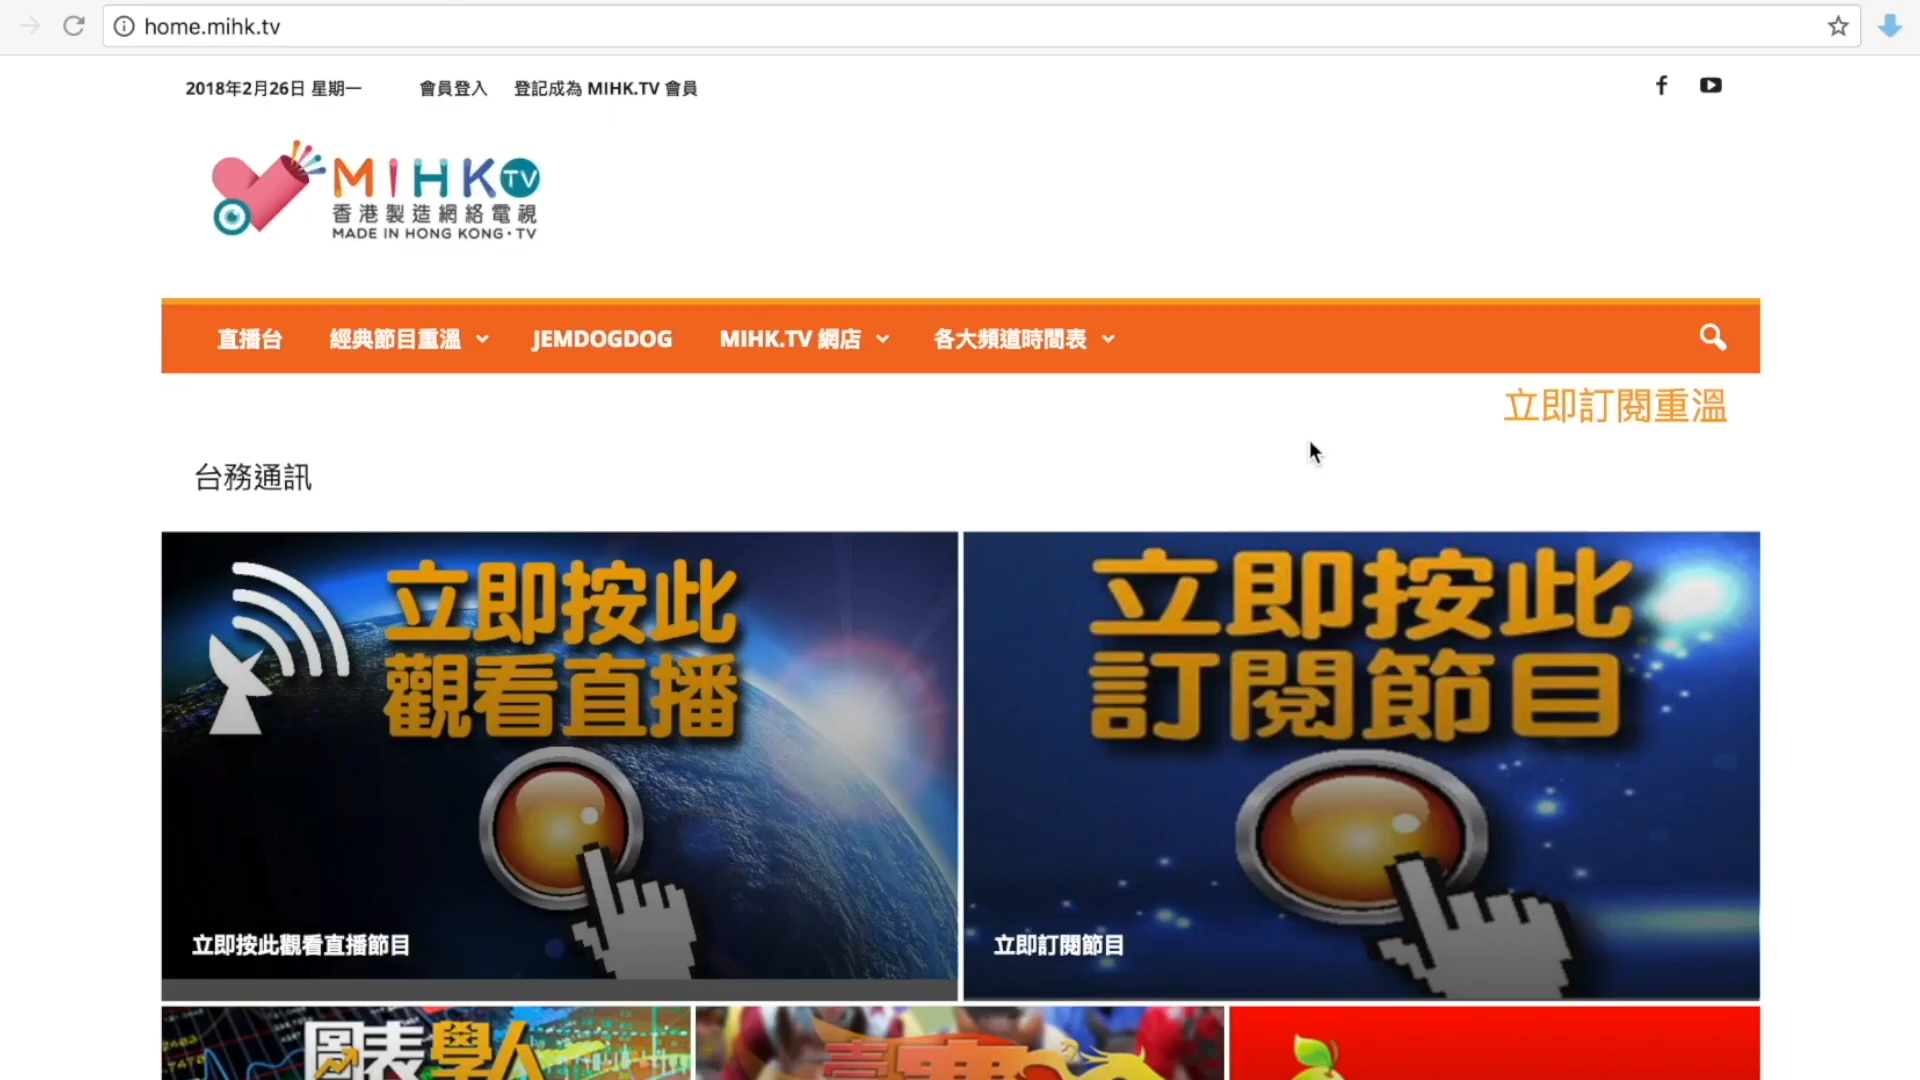 home.mihk.tv
2018年2月26日 星期一 會員登入 登記成為 MIHK.TV 會員
MIHK TV
香港製造網絡電視
MADE IN HONG KONG·TV
直播台 經典節目重溫 JEMDOGDOG MIHK.TV 網店 各大頻道時間表
立即訂閱重溫
台務通訊
立即按此
觀看直播
立即按此觀看直播節目
立即按此
訂閱節目
立即訂閱節目
圖表學人